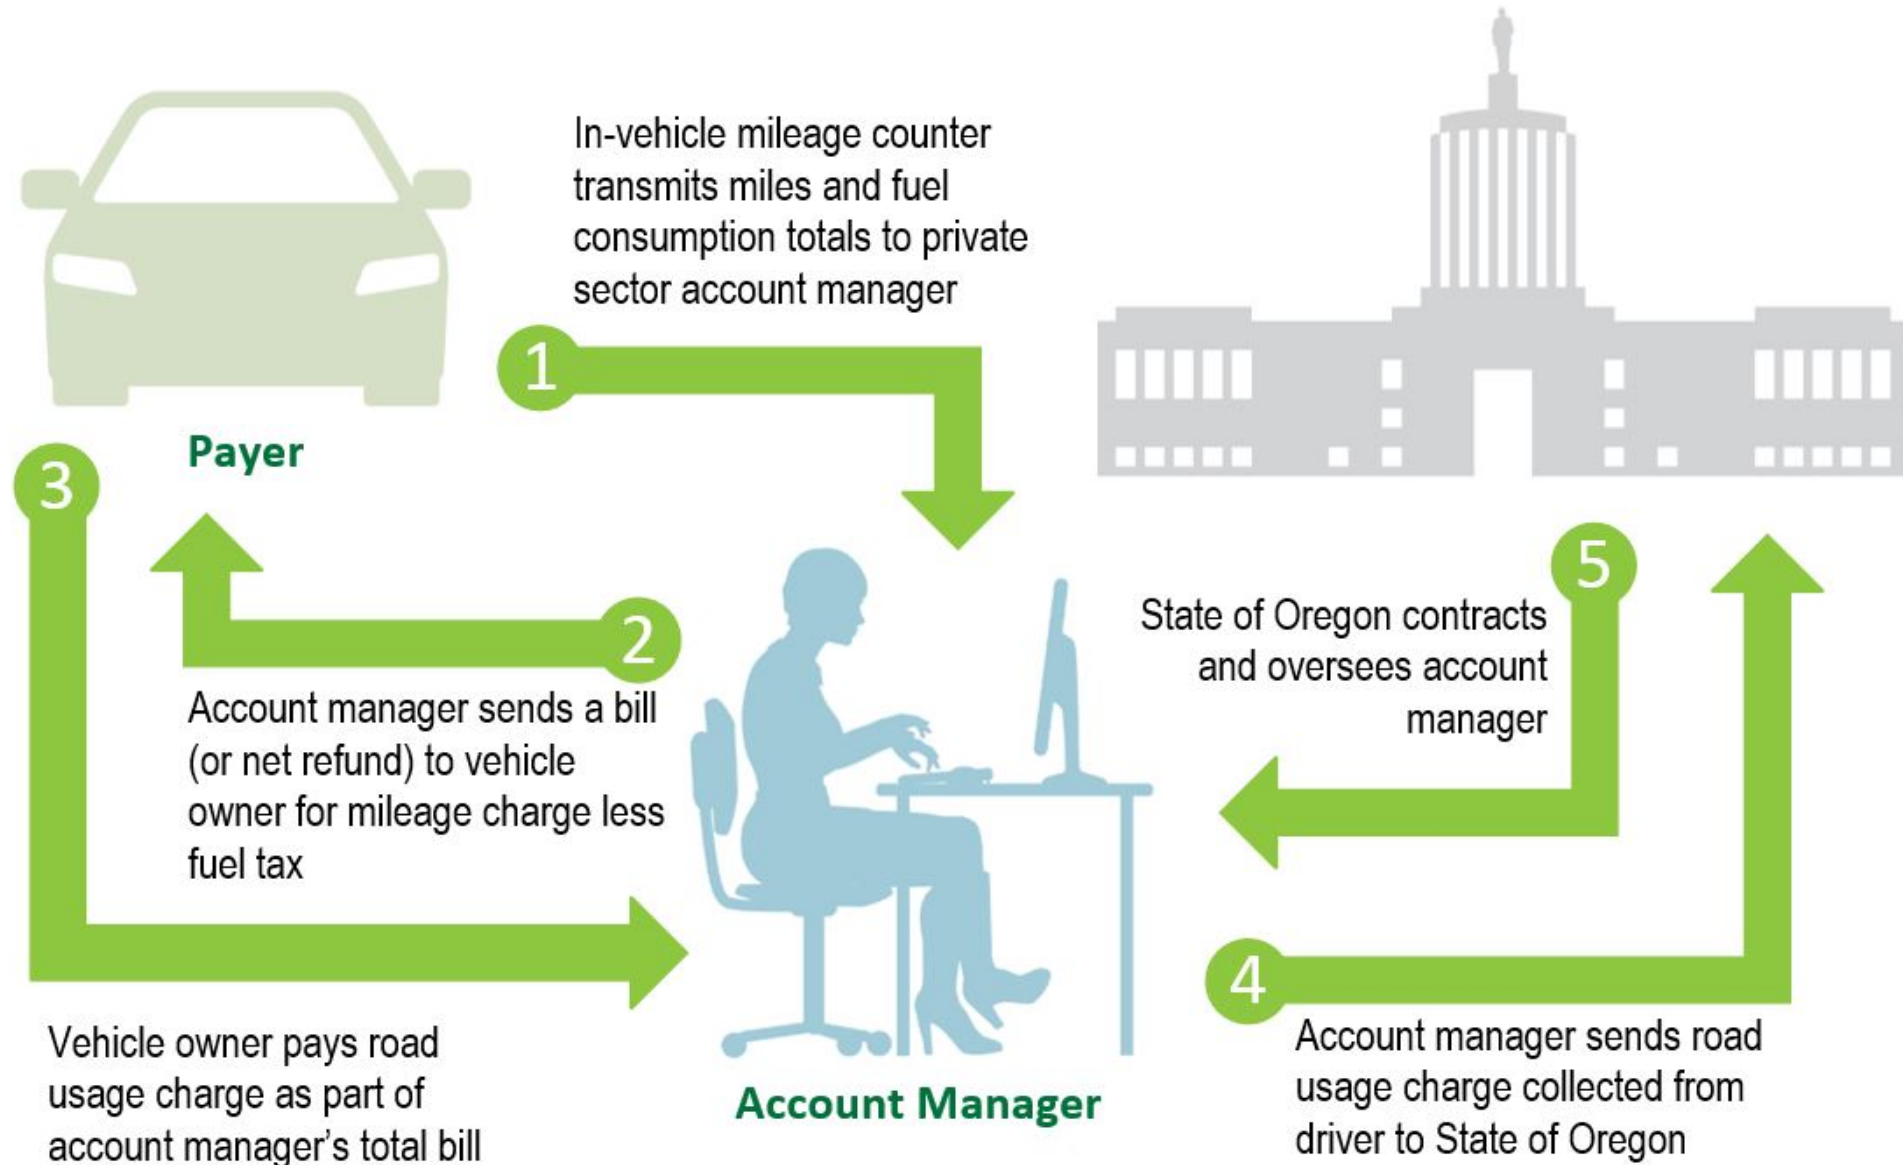 In-vehicle mileage counter
transmits miles and fuel
consumption totals to private
sector account manager
1
Payer
3
2
Account manager sends a bill
(or net refund) to vehicle
owner for mileage charge less
fuel tax
5
State of Oregon contracts
and oversees account
manager
Vehicle owner pays road
usage charge as part of
account manager's total bill
Account Manager
4
Account manager sends road
usage charge collected from
driver to State of Oregon